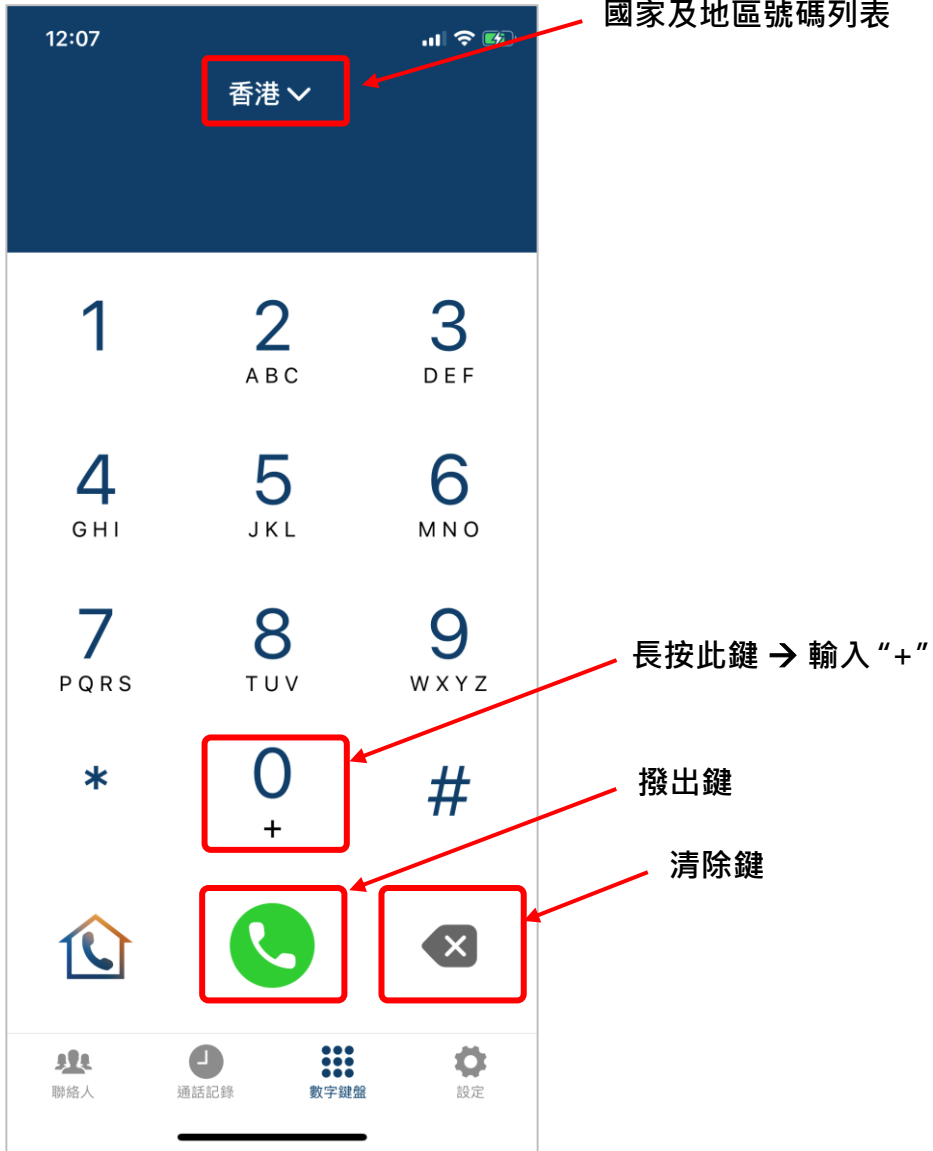 國家及地區號碼列表
12:07
香港
1 2 3
ABC DEF
4 5 6
GHI JKL MNO
7 8 9
PQRS TUV WXYZ
長按此鍵 → 輸入 “+”
* 0 #
+
撥出鍵
清除鍵
聯絡人 通話記錄 數字鍵盤 設定